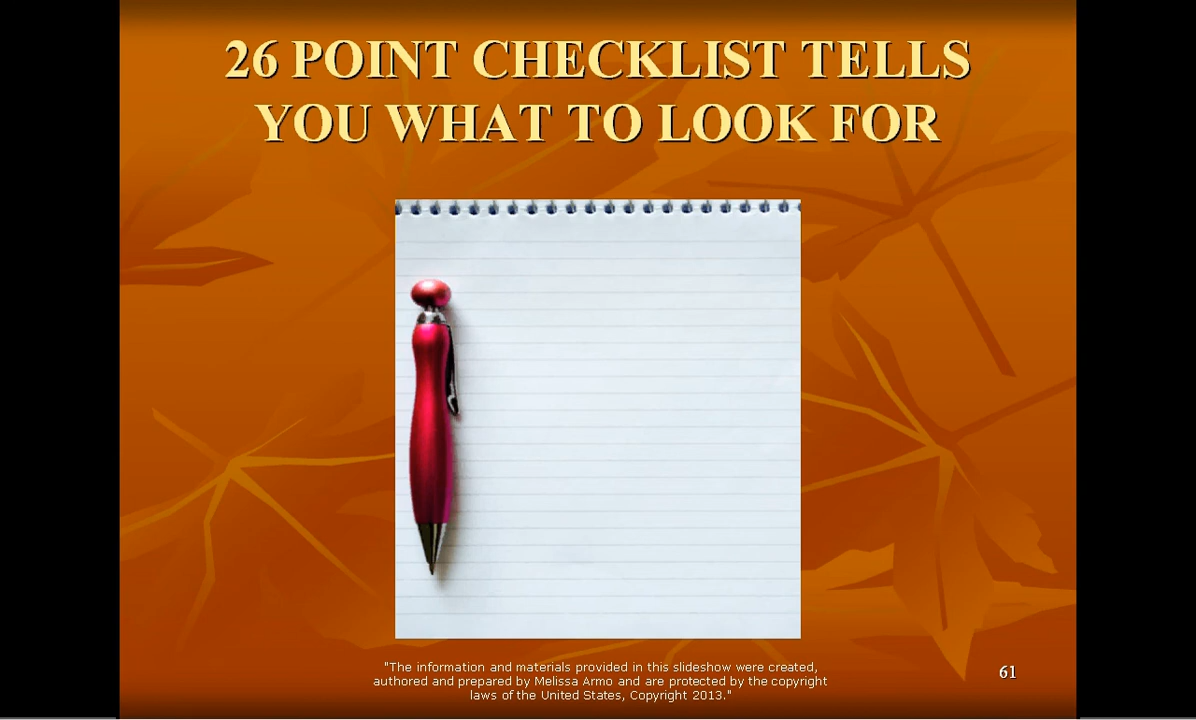 26 POINT CHECKLIST TELLS
YOU WHAT TO LOOK FOR
"The information and materials provided in this slideshow were created,
authored and prepared by Melissa Armo and are protected by the copyright
laws of the United States, Copyright 2013."
61